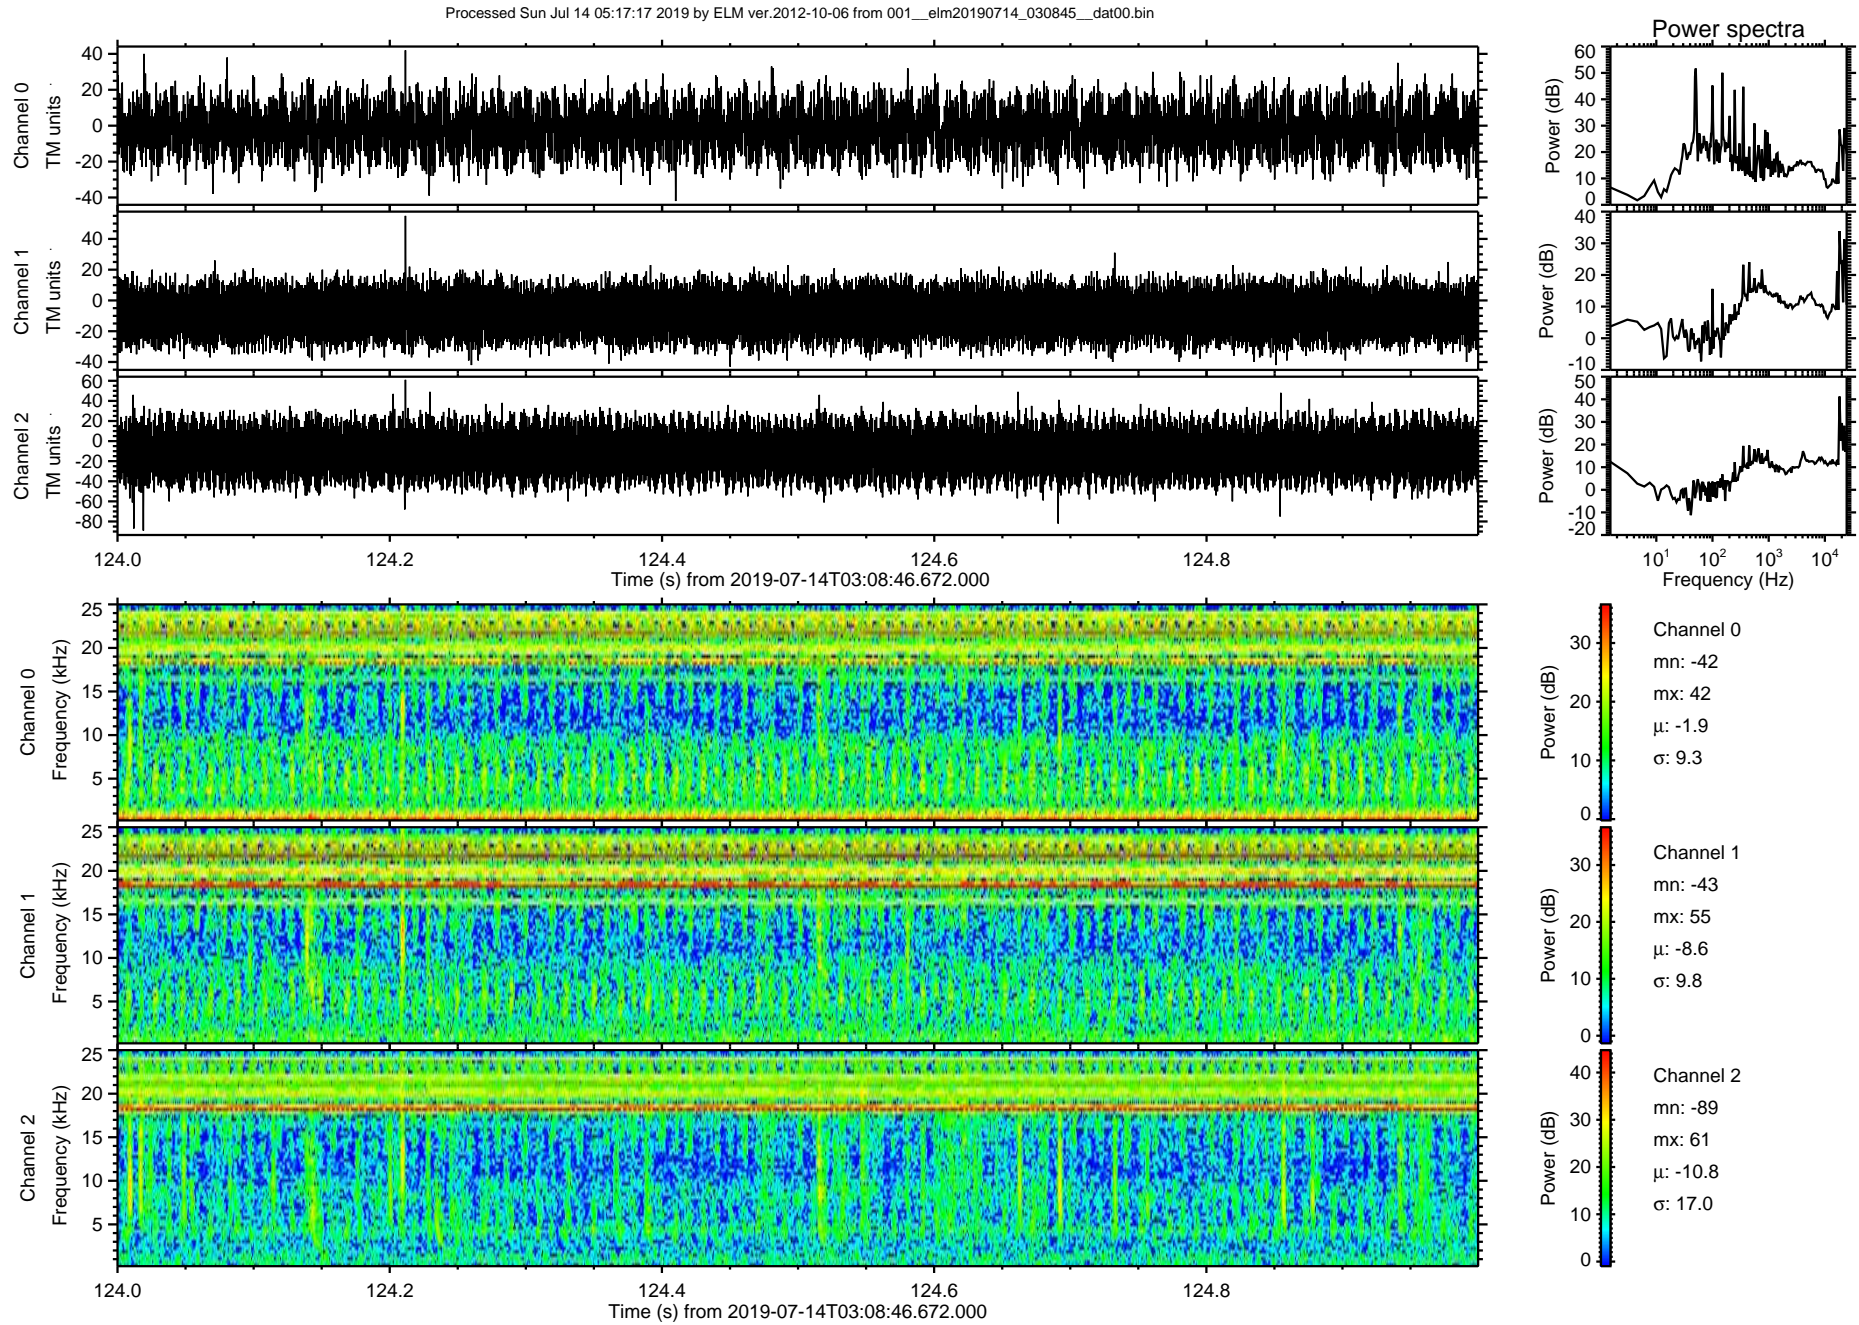 Processed Sun Jul 14 05:17:17 2019 by ELM ver.2012-10-06 from 001__elm20190714_030845__dat00.bin
Power spectra
Channel 0
TM units
40
20
0
-20
-40
Power (dB)
60
50
40
30
20
10
0
Channel 1
TM units
40
20
0
-20
-40
Power (dB)
40
30
20
10
0
-10
Channel 2
TM units
60
40
20
0
-20
-40
-60
-80
Power (dB)
50
40
30
20
10
0
-10
-20
124.0 124.2 124.4 124.6 124.8
Time (s) from 2019-07-14T03:08:46.672.000
10^1 10^2 10^3 10^4
Frequency (Hz)
Channel 0
Frequency (kHz)
25
20
15
10
5
Power (dB)
30
20
10
0
Channel 0
mn: -42
mx: 42
μ: -1.9
σ: 9.3
Channel 1
Frequency (kHz)
25
20
15
10
5
Power (dB)
30
20
10
0
Channel 1
mn: -43
mx: 55
μ: -8.6
σ: 9.8
Channel 2
Frequency (kHz)
25
20
15
10
5
Power (dB)
40
30
20
10
0
Channel 2
mn: -89
mx: 61
μ: -10.8
σ: 17.0
124.0 124.2 124.4 124.6 124.8
Time (s) from 2019-07-14T03:08:46.672.000